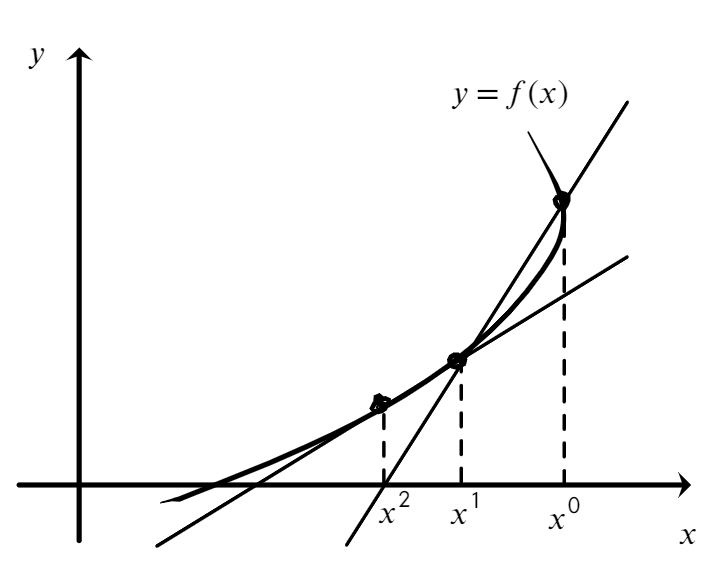 y
y = f(x)
x² x¹ x⁰
x